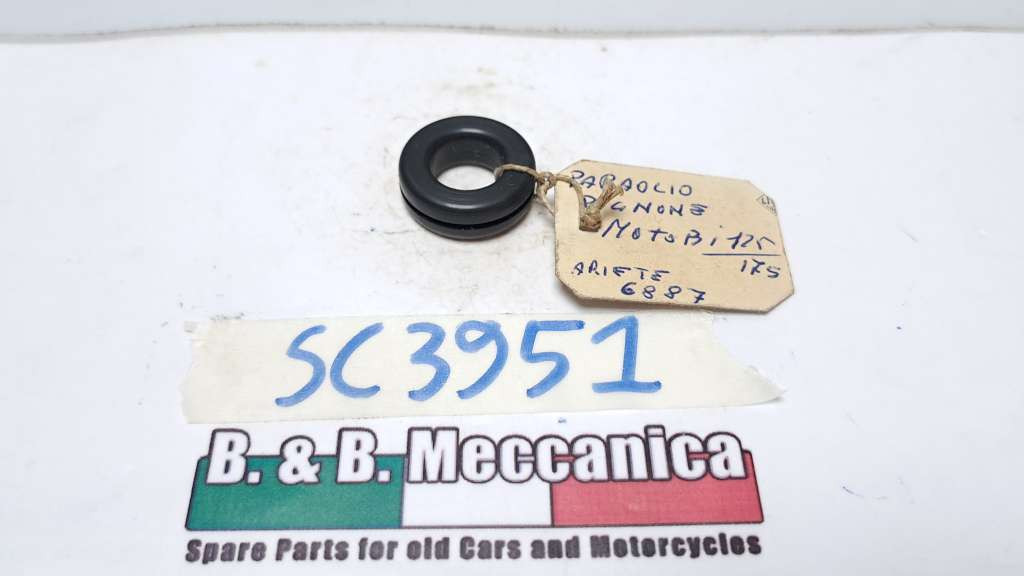 PARAOLIO
PIGNONE
MotoBi 125
175
ARIETE
6887
SC3951
B. & B. Meccanica
Spare Parts for old Cars and Motorcycles